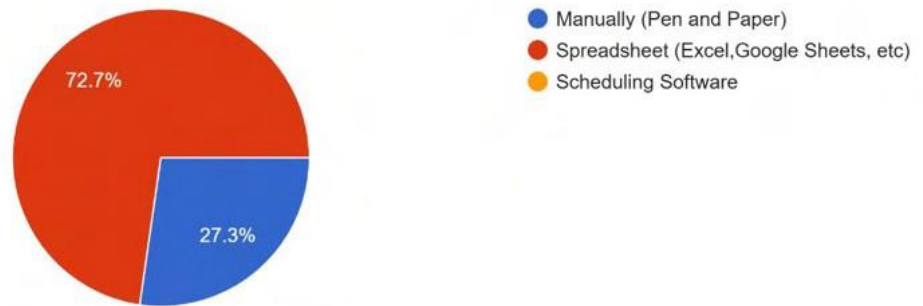 72.7%
27.3%
Manually (Pen and Paper)
Spreadsheet (Excel,Google Sheets, etc)
Scheduling Software